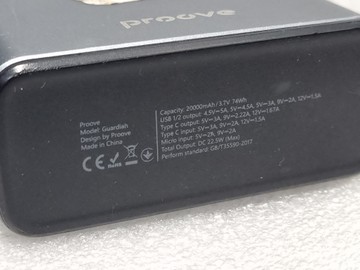 proove
Proove
Model: Guardian
Design by Proove
Made in China
Capacity: 20000mAh/3.7V 74Wh
USB 1/2 output: 4.5V⎓5A, 5V⎓4.5A, 5V⎓3A, 9V⎓2A, 12V⎓1.5A
Type C output: 5V⎓3A, 9V⎓2.22A, 12V⎓1.67A
Type C input: 5V⎓3A, 9V⎓2A, 12V⎓1.5A
Micro input: 5V⎓2A, 9V⎓2A
Total Output: DC 22.5W (Max)
Perform standard: GB/T35590-2017
CE